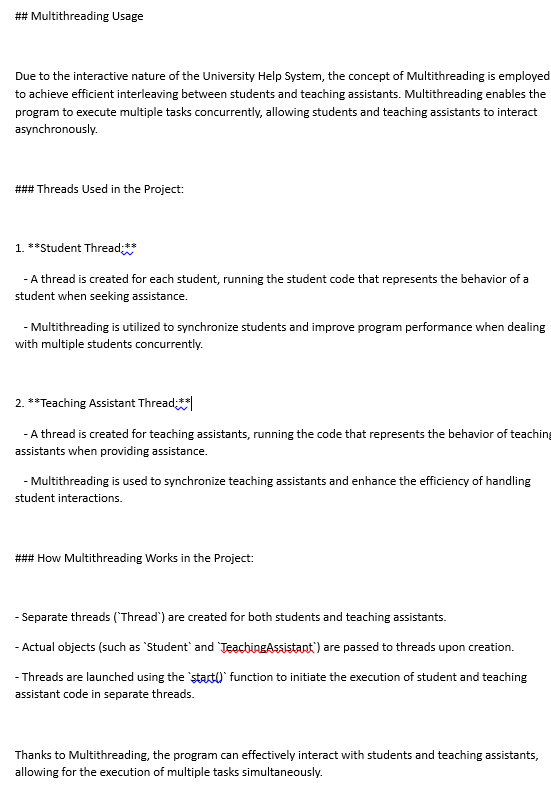 ## Multithreading Usage
Due to the interactive nature of the University Help System, the concept of Multithreading is employed
to achieve efficient interleaving between students and teaching assistants. Multithreading enables the
program to execute multiple tasks concurrently, allowing students and teaching assistants to interact
asynchronously.
### Threads Used in the Project:
1. **Student Thread:**
- A thread is created for each student, running the student code that represents the behavior of a
student when seeking assistance.
- Multithreading is utilized to synchronize students and improve program performance when dealing
with multiple students concurrently.
2. **Teaching Assistant Thread:**
- A thread is created for teaching assistants, running the code that represents the behavior of teaching
assistants when providing assistance.
- Multithreading is used to synchronize teaching assistants and enhance the efficiency of handling
student interactions.
### How Multithreading Works in the Project:
- Separate threads (`Thread`) are created for both students and teaching assistants.
- Actual objects (such as `Student` and `TeachingAssistant`) are passed to threads upon creation.
- Threads are launched using the `start()` function to initiate the execution of student and teaching
assistant code in separate threads.
Thanks to Multithreading, the program can effectively interact with students and teaching assistants,
allowing for the execution of multiple tasks simultaneously.